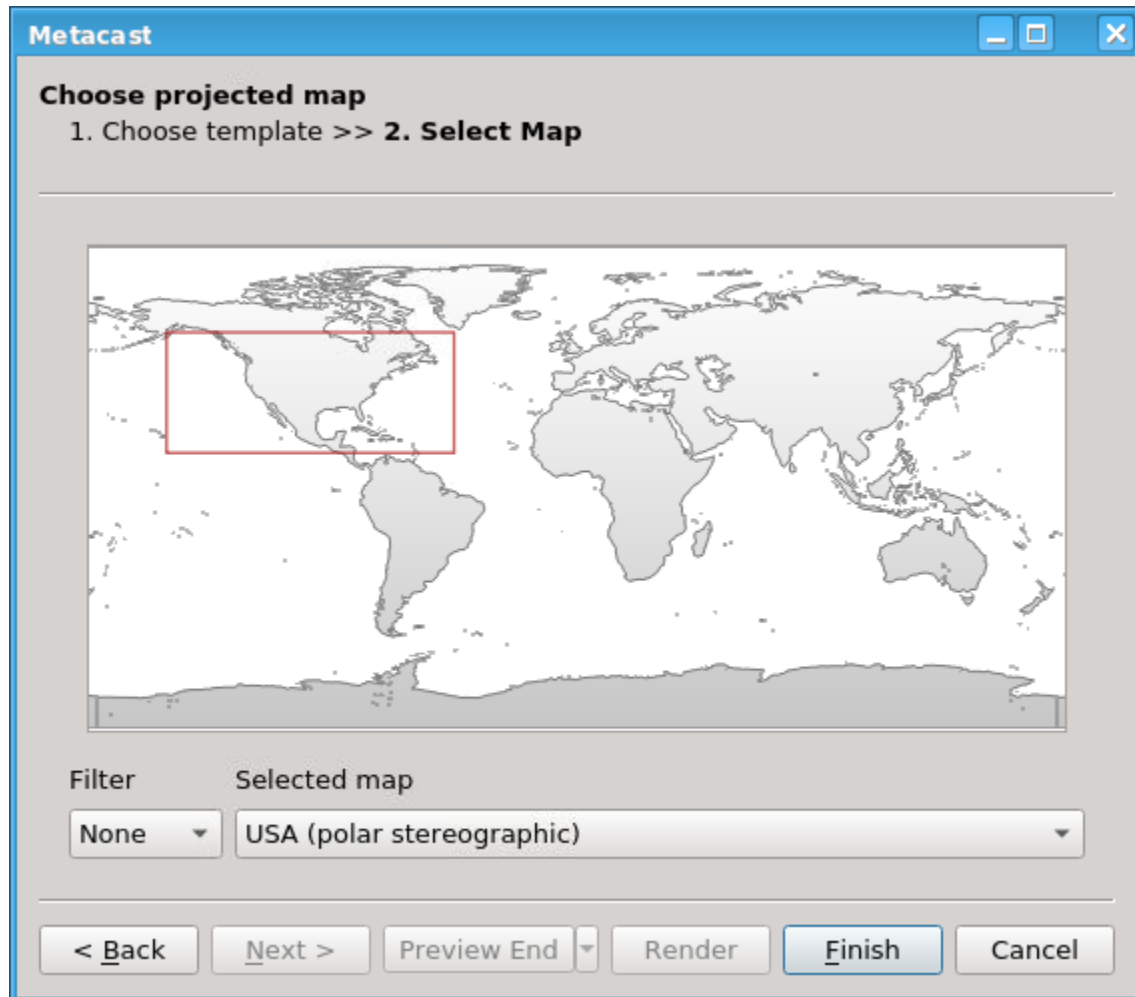 Metacast
Choose projected map
1. Choose template >> 2. Select Map
Filter Selected map
None USA (polar stereographic)
< Back Next > Preview End Render Finish Cancel